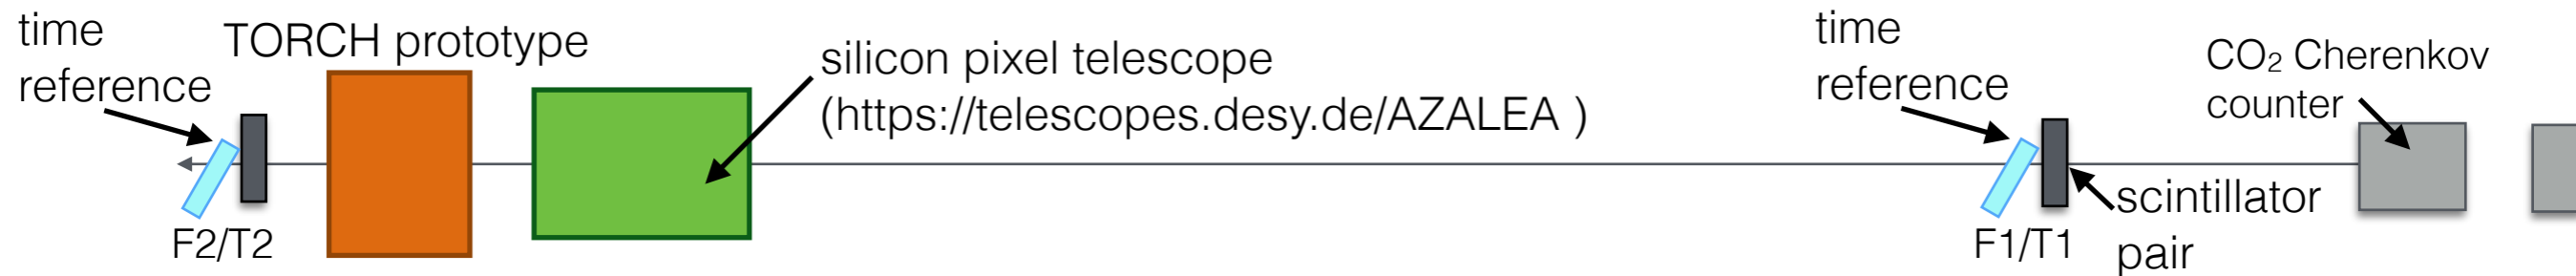 time
reference
TORCH prototype
silicon pixel telescope
(https://telescopes.desy.de/AZALEA )
time
reference
CO₂ Cherenkov
counter
F2/T2
F1/T1
scintillator
pair